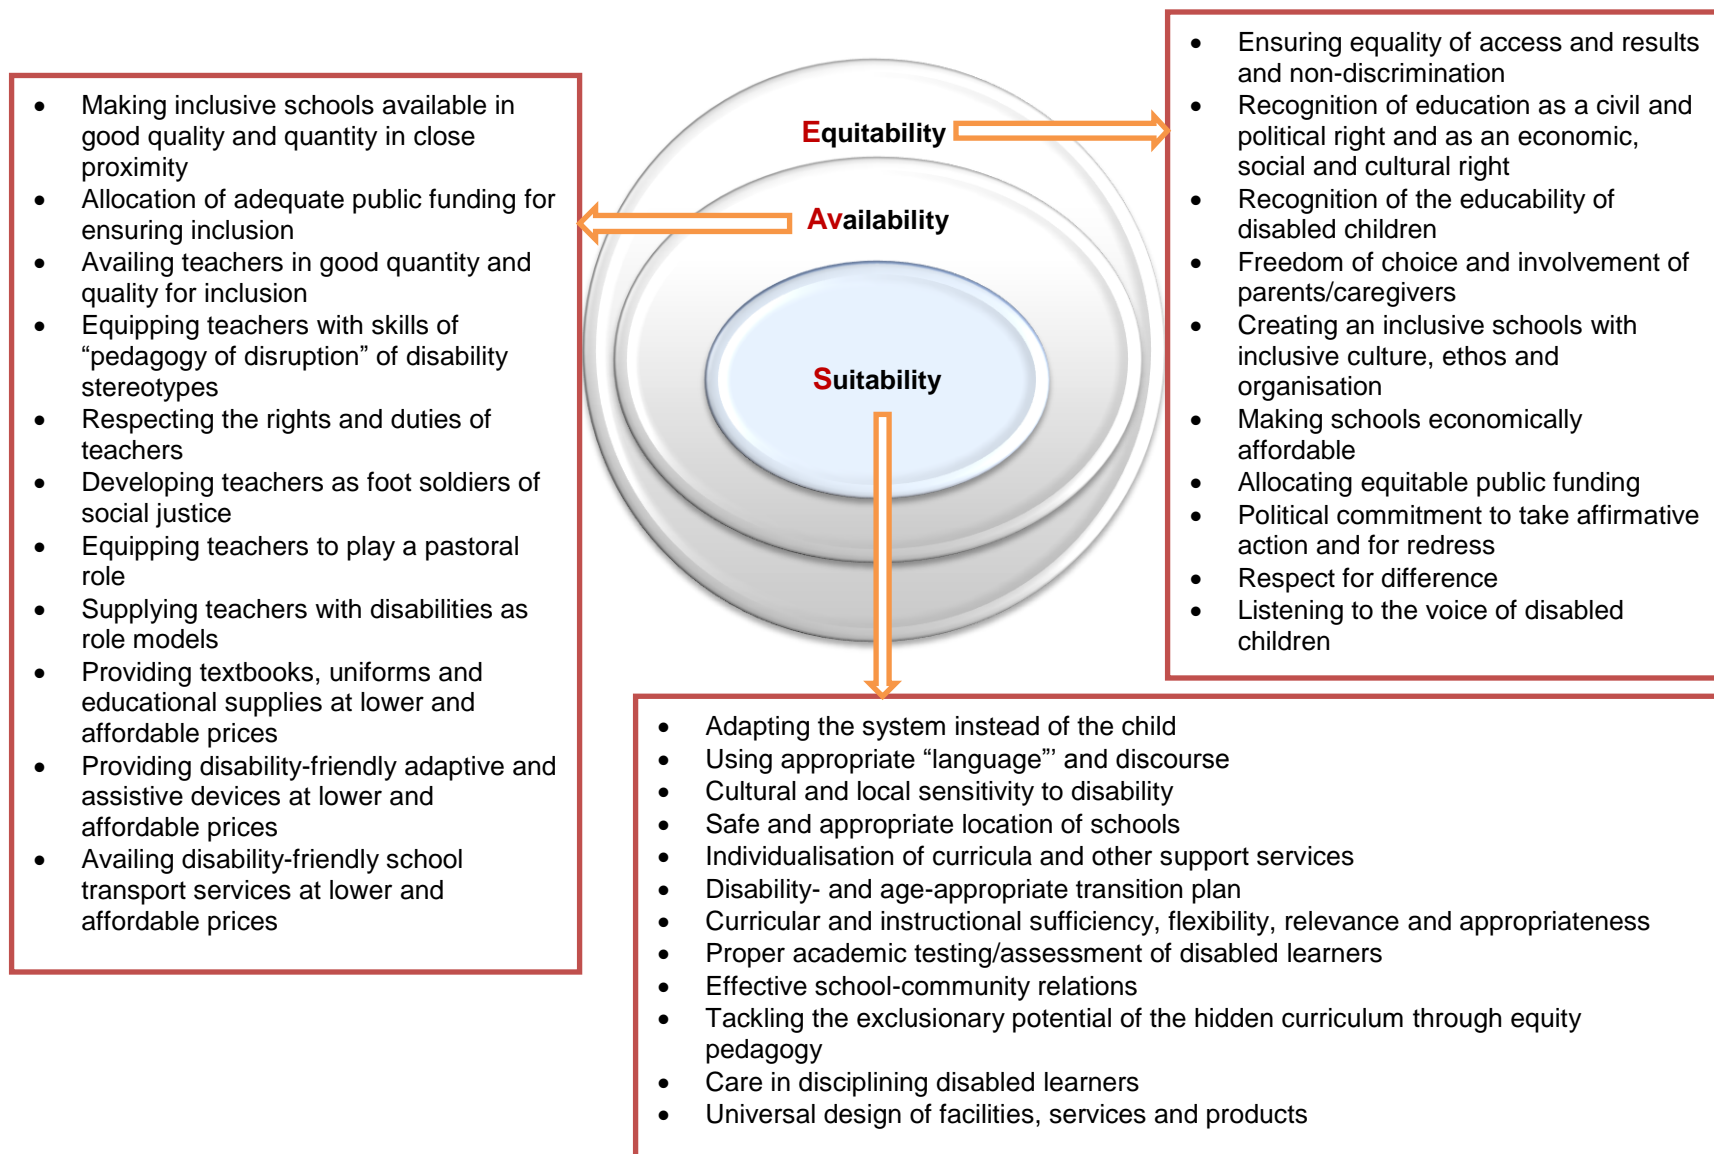 • Making inclusive schools available in
good quality and quantity in close
proximity
• Allocation of adequate public funding for
ensuring inclusion
• Availing teachers in good quantity and
quality for inclusion
• Equipping teachers with skills of
“pedagogy of disruption” of disability
stereotypes
• Respecting the rights and duties of
teachers
• Developing teachers as foot soldiers of
social justice
• Equipping teachers to play a pastoral
role
• Supplying teachers with disabilities as
role models
• Providing textbooks, uniforms and
educational supplies at lower and
affordable prices
• Providing disability-friendly adaptive and
assistive devices at lower and
affordable prices
• Availing disability-friendly school
transport services at lower and
affordable prices
Equitability
Availability
Suitability
• Ensuring equality of access and results
and non-discrimination
• Recognition of education as a civil and
political right and as an economic,
social and cultural right
• Recognition of the educability of
disabled children
• Freedom of choice and involvement of
parents/caregivers
• Creating an inclusive schools with
inclusive culture, ethos and
organisation
• Making schools economically
affordable
• Allocating equitable public funding
• Political commitment to take affirmative
action and for redress
• Respect for difference
• Listening to the voice of disabled
children
• Adapting the system instead of the child
• Using appropriate “language”’ and discourse
• Cultural and local sensitivity to disability
• Safe and appropriate location of schools
• Individualisation of curricula and other support services
• Disability- and age-appropriate transition plan
• Curricular and instructional sufficiency, flexibility, relevance and appropriateness
• Proper academic testing/assessment of disabled learners
• Effective school-community relations
• Tackling the exclusionary potential of the hidden curriculum through equity
pedagogy
• Care in disciplining disabled learners
• Universal design of facilities, services and products